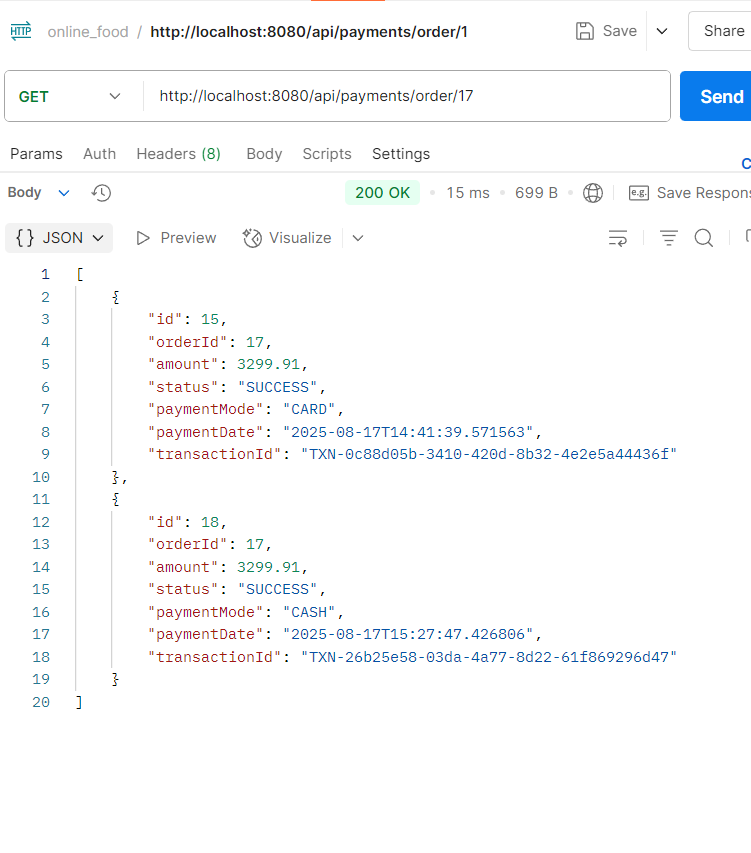 HTTP online_food / http://localhost:8080/api/payments/order/1 Save Share
GET http://localhost:8080/api/payments/order/17 Send
Params Auth Headers (8) Body Scripts Settings
C
Body 200 OK 15 ms 699 B e.g. Save Respons
{} JSON Preview Visualize
1 [
2 {
3 "id": 15,
4 "orderId": 17,
5 "amount": 3299.91,
6 "status": "SUCCESS",
7 "paymentMode": "CARD",
8 "paymentDate": "2025-08-17T14:41:39.571563",
9 "transactionId": "TXN-0c88d05b-3410-420d-8b32-4e2e5a44436f"
10 },
11 {
12 "id": 18,
13 "orderId": 17,
14 "amount": 3299.91,
15 "status": "SUCCESS",
16 "paymentMode": "CASH",
17 "paymentDate": "2025-08-17T15:27:47.426806",
18 "transactionId": "TXN-26b25e58-03da-4a77-8d22-61f869296d47"
19 }
20 ]